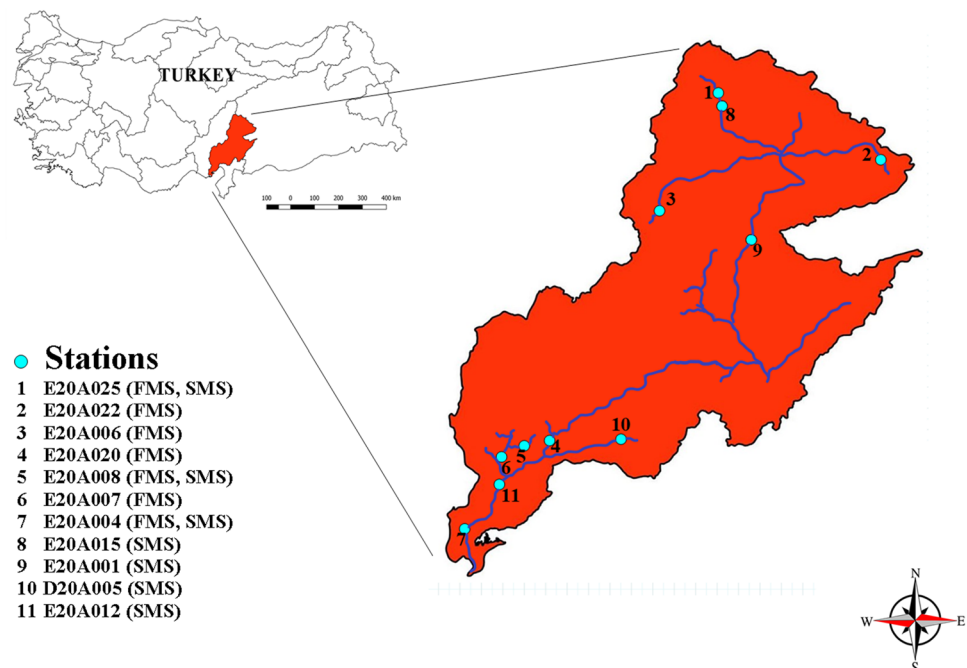 TURKEY
100 0 100 200 300 400 km
1
8
2
3
9
10
4
5
6
11
7
Stations
1 E20A025 (FMS, SMS)
2 E20A022 (FMS)
3 E20A006 (FMS)
4 E20A020 (FMS)
5 E20A008 (FMS, SMS)
6 E20A007 (FMS)
7 E20A004 (FMS, SMS)
8 E20A015 (SMS)
9 E20A001 (SMS)
10 D20A005 (SMS)
11 E20A012 (SMS)
N
W E
S